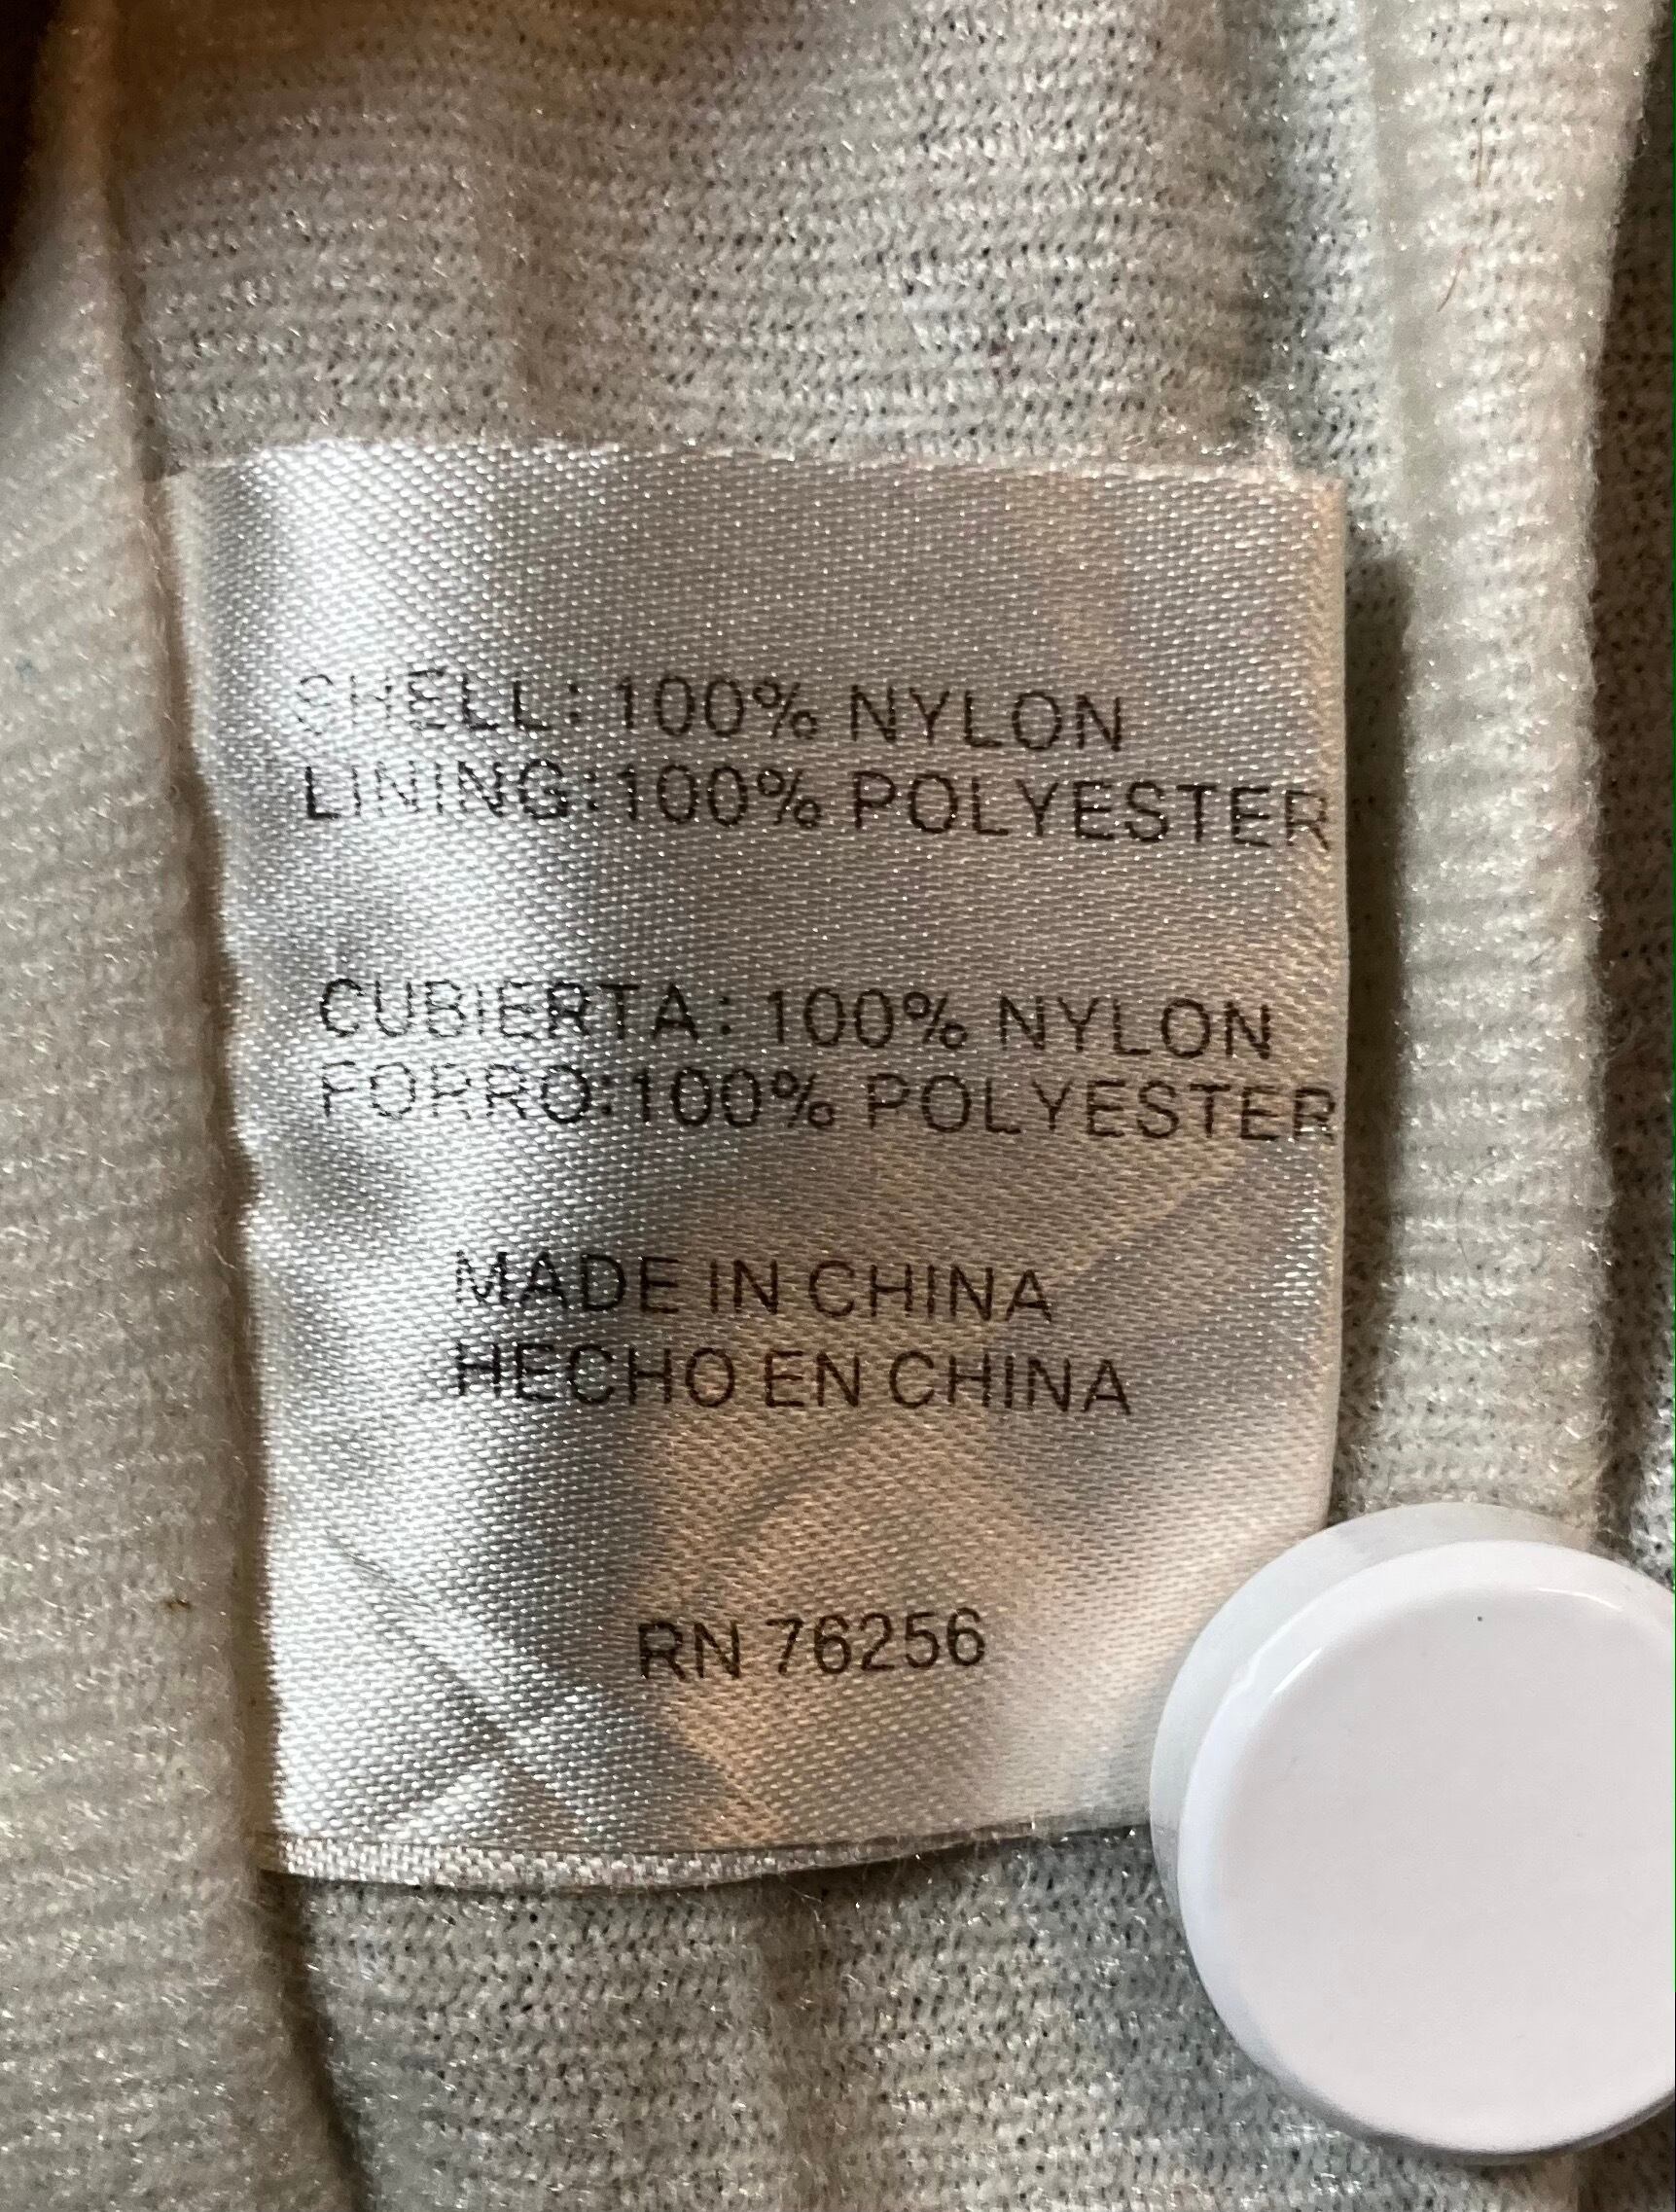 SHELL: 100% NYLON
LINING:100% POLYESTER
CUBIERTA: 100% NYLON
FORRO:100% POLYESTER
MADE IN CHINA
HECHO EN CHINA
RN 76256